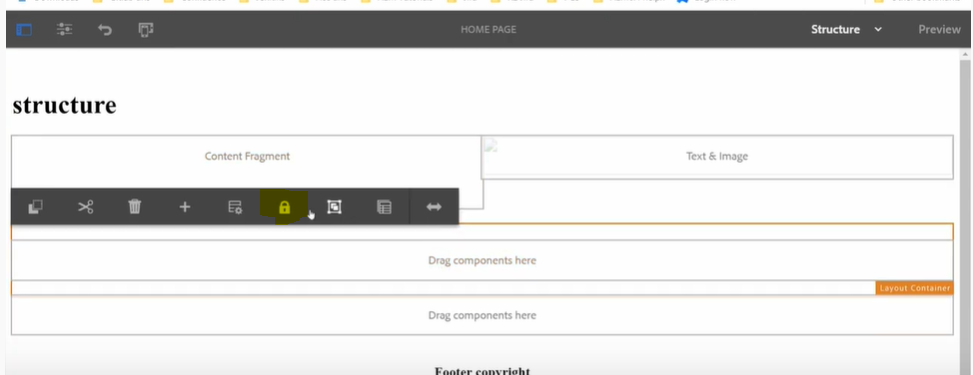 HOME PAGE
Structure
Preview
structure
Content Fragment
Text & Image
Drag components here
Layout Container
Drag components here
Footer copyright